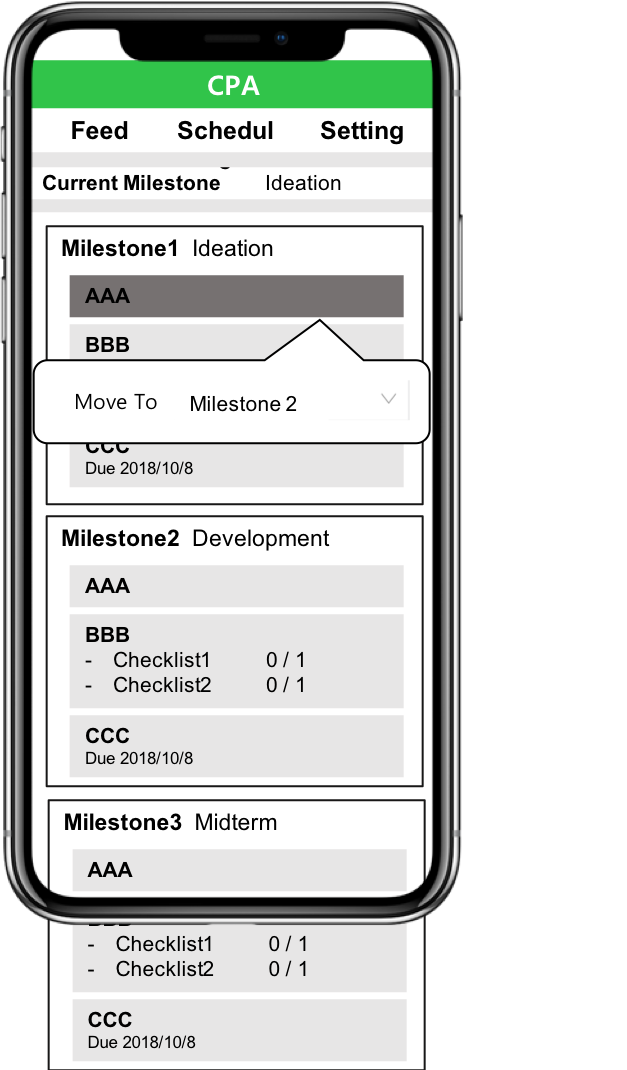 CPA
Feed Schedul Setting
Current Milestone Ideation
Milestone1 Ideation
AAA
BBB
Move To Milestone 2
CCC
Due 2018/10/8
Milestone2 Development
AAA
BBB
- Checklist1 0 / 1
- Checklist2 0 / 1
CCC
Due 2018/10/8
Milestone3 Midterm
AAA
BBB
- Checklist1 0 / 1
- Checklist2 0 / 1
CCC
Due 2018/10/8